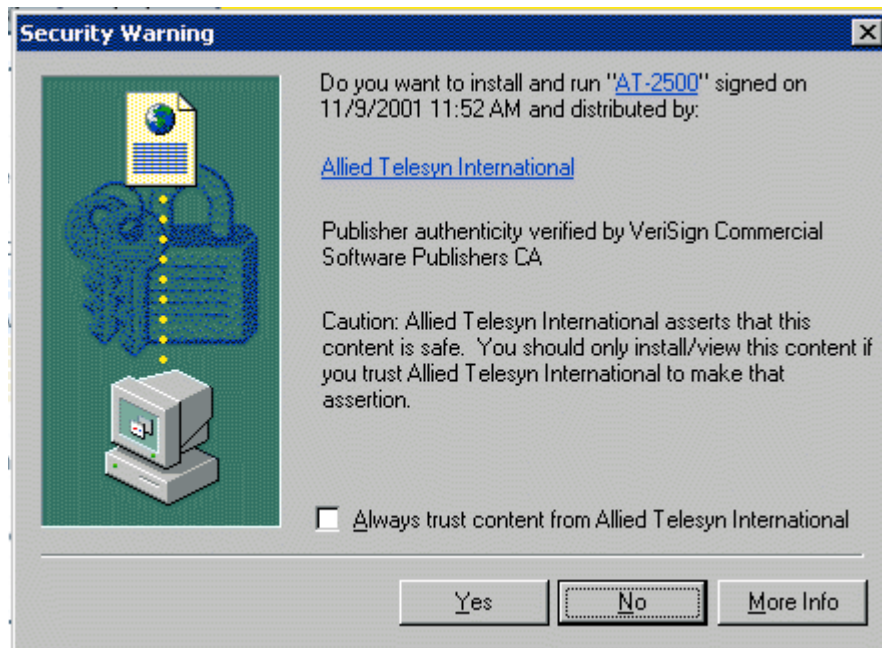 Security Warning
Do you want to install and run "AT-2500" signed on
11/9/2001 11:52 AM and distributed by:
Allied Telesyn International
Publisher authenticity verified by VeriSign Commercial
Software Publishers CA
Caution: Allied Telesyn International asserts that this
content is safe.  You should only install/view this content if
you trust Allied Telesyn International to make that
assertion.
Always trust content from Allied Telesyn International
Yes
No
More Info